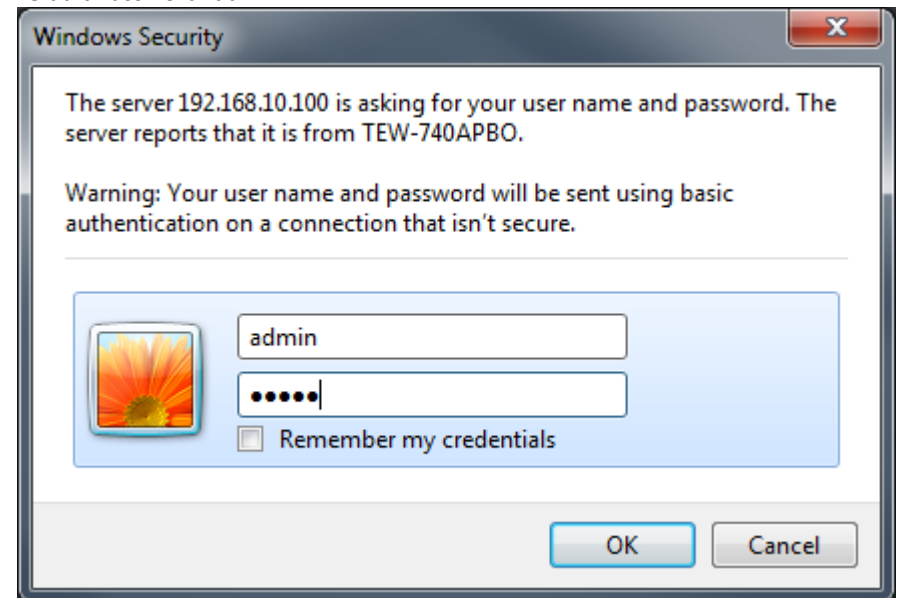 Windows Security
The server 192.168.10.100 is asking for your user name and password. The
server reports that it is from TEW-740APBO.
Warning: Your user name and password will be sent using basic
authentication on a connection that isn't secure.
admin
●●●●●
Remember my credentials
OK
Cancel